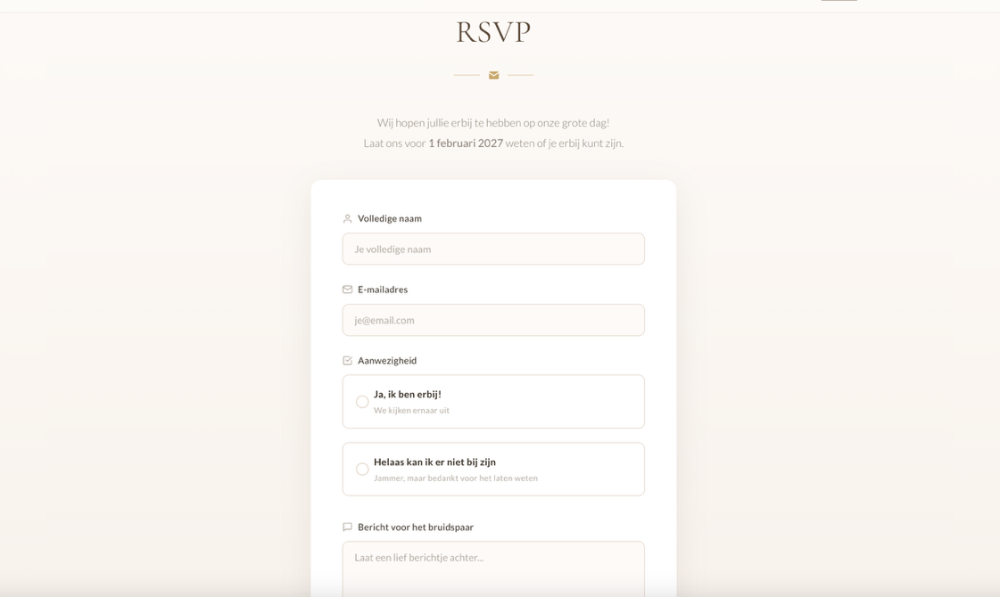 RSVP
Wij hopen jullie erbij te hebben op onze grote dag!
Laat ons voor 1 februari 2027 weten of je erbij kunt zijn.
Volledige naam
Je volledige naam
E-mailadres
je@email.com
Aanwezigheid
Ja, ik ben erbij!
We kijken ernaar uit
Helaas kan ik er niet bij zijn
Jammer, maar bedankt voor het laten weten
Bericht voor het bruidspaar
Laat een lief berichtje achter...